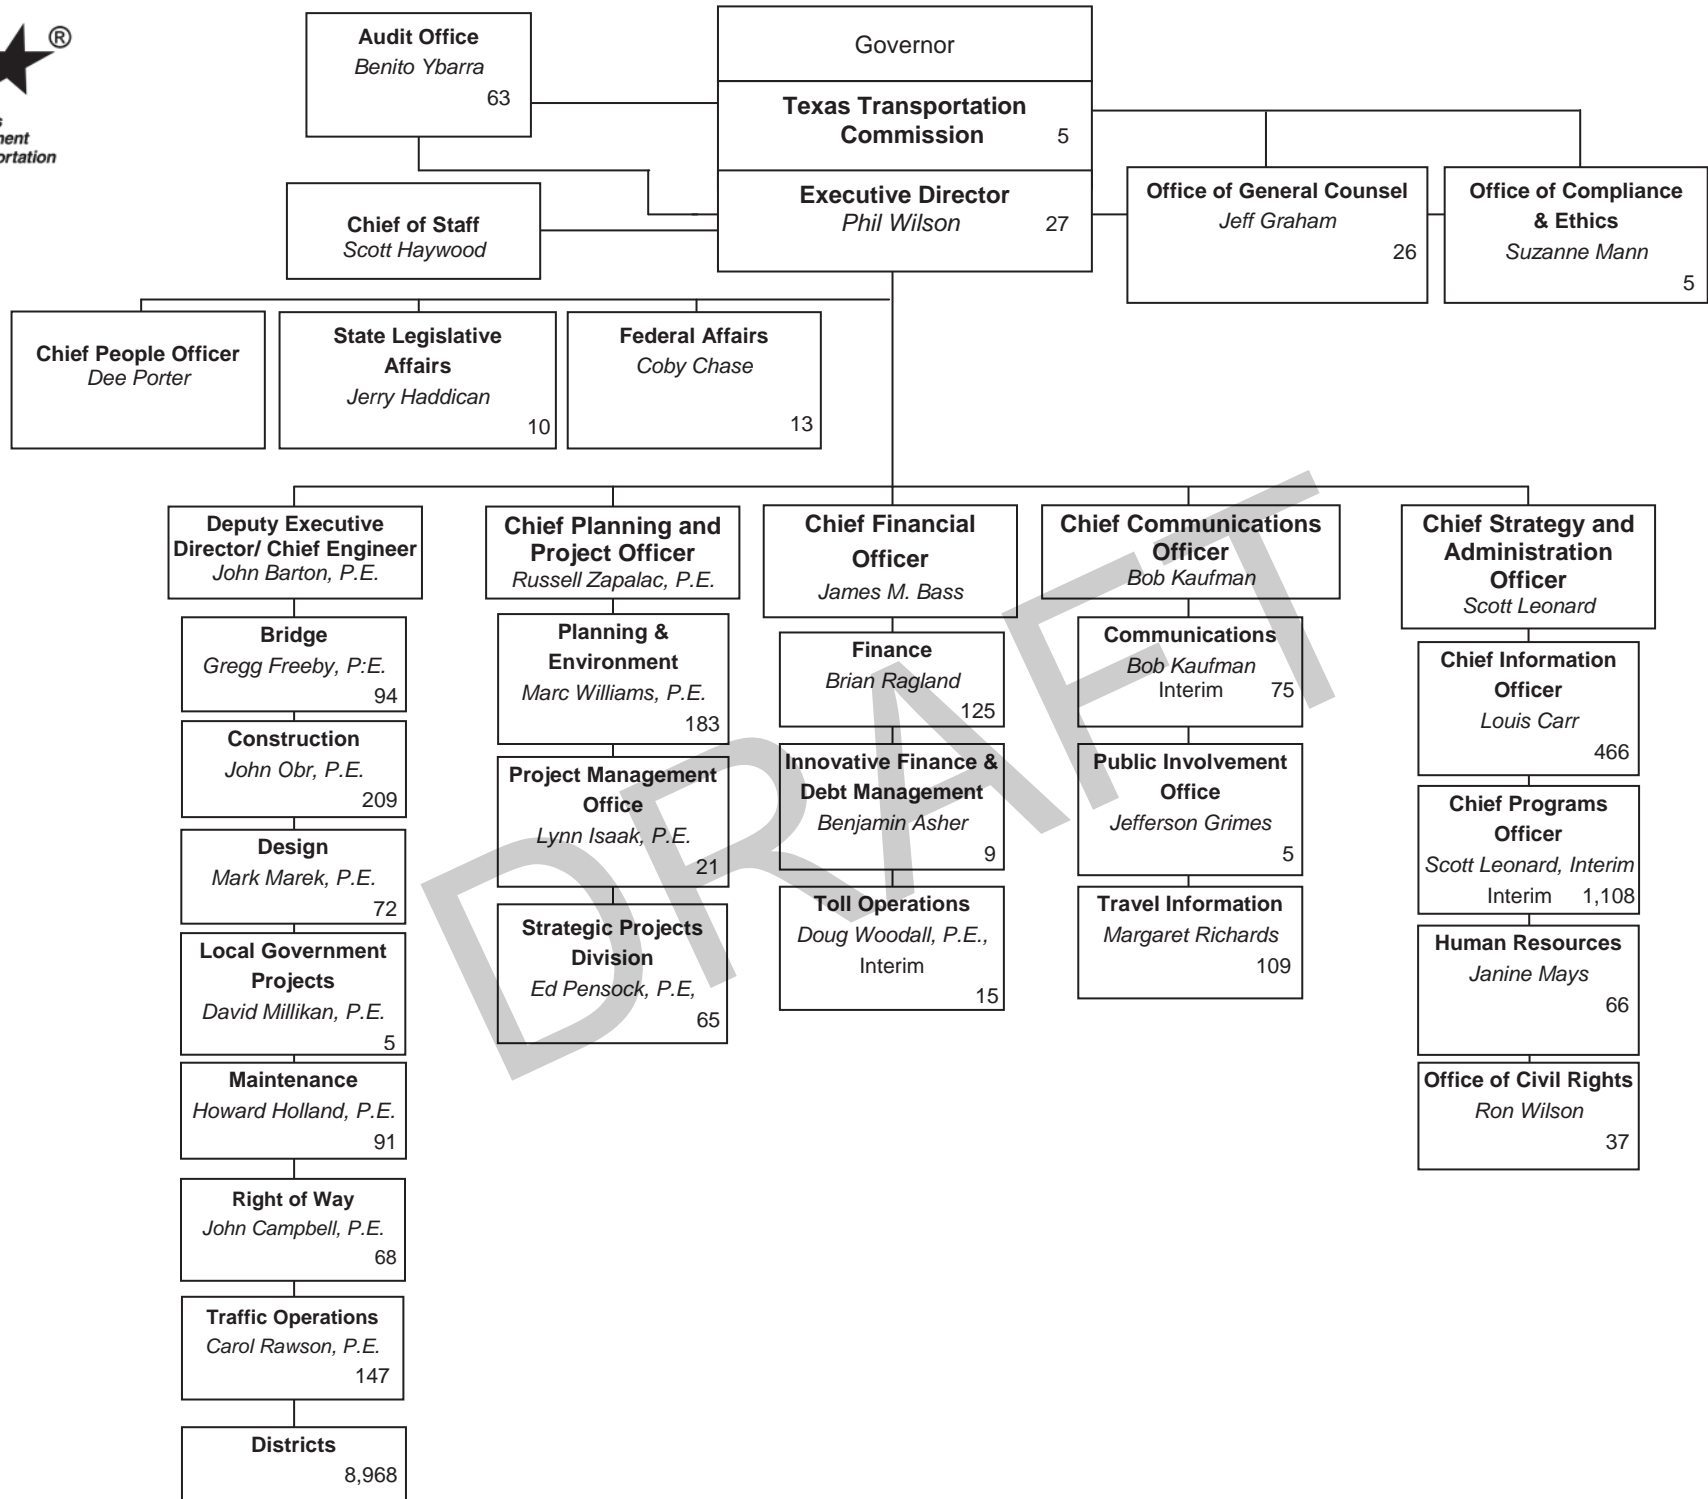 ®
Audit Office
Benito Ybarra
63
Governor
Texas Transportation
Commission 5
Executive Director
Phil Wilson 27
Chief of Staff
Scott Haywood
Office of General Counsel
Jeff Graham
26
Office of Compliance
& Ethics
Suzanne Mann
5
Chief People Officer
Dee Porter
State Legislative
Affairs
Jerry Haddican
10
Federal Affairs
Coby Chase
13
Deputy Executive
Director/ Chief Engineer
John Barton, P.E.
Bridge
Gregg Freeby, P:E.
94
Construction
John Obr, P.E.
209
Design
Mark Marek, P.E.
72
Local Government
Projects
David Millikan, P.E.
5
Maintenance
Howard Holland, P.E.
91
Right of Way
John Campbell, P.E.
68
Traffic Operations
Carol Rawson, P.E.
147
Districts
8,968
Chief Planning and
Project Officer
Russell Zapalac, P.E.
Planning &
Environment
Marc Williams, P.E.
183
Project Management
Office
Lynn Isaak, P.E.
21
Strategic Projects
Division
Ed Pensock, P.E,
65
Chief Financial
Officer
James M. Bass
Finance
Brian Ragland
125
Innovative Finance &
Debt Management
Benjamin Asher
9
Toll Operations
Doug Woodall, P.E.,
Interim
15
Chief Communications
Officer
Bob Kaufman
Communications
Bob Kaufman
Interim 75
Public Involvement
Office
Jefferson Grimes
5
Travel Information
Margaret Richards
109
Chief Strategy and
Administration
Officer
Scott Leonard
Chief Information
Officer
Louis Carr
466
Chief Programs
Officer
Scott Leonard, Interim
Interim 1,108
Human Resources
Janine Mays
66
Office of Civil Rights
Ron Wilson
37
DRAFT